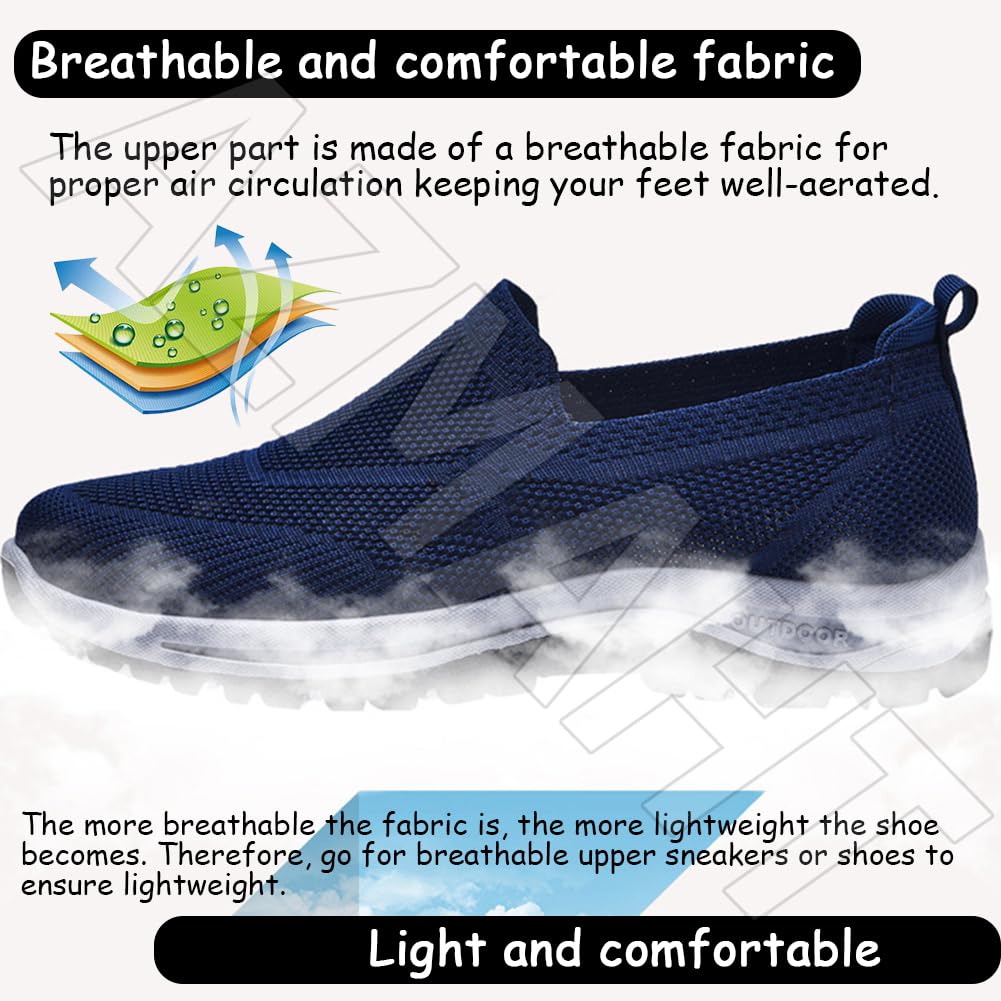 Breathable and comfortable fabric
The upper part is made of a breathable fabric for
proper air circulation keeping your feet well-aerated.
OUTDOOR
The more breathable the fabric is, the more lightweight the shoe
becomes. Therefore, go for breathable upper sneakers or shoes to
ensure lightweight.
Light and comfortable